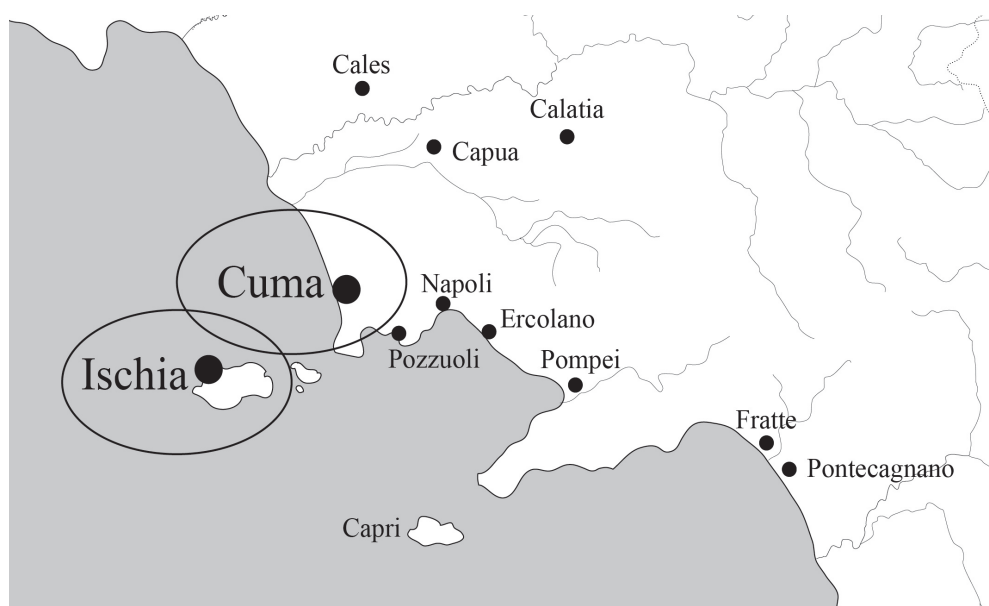 Cales
Calatia
Capua
Cuma
Napoli
Ercolano
Pozzuoli
Pompei
Ischia
Fratte
Pontecagnano
Capri